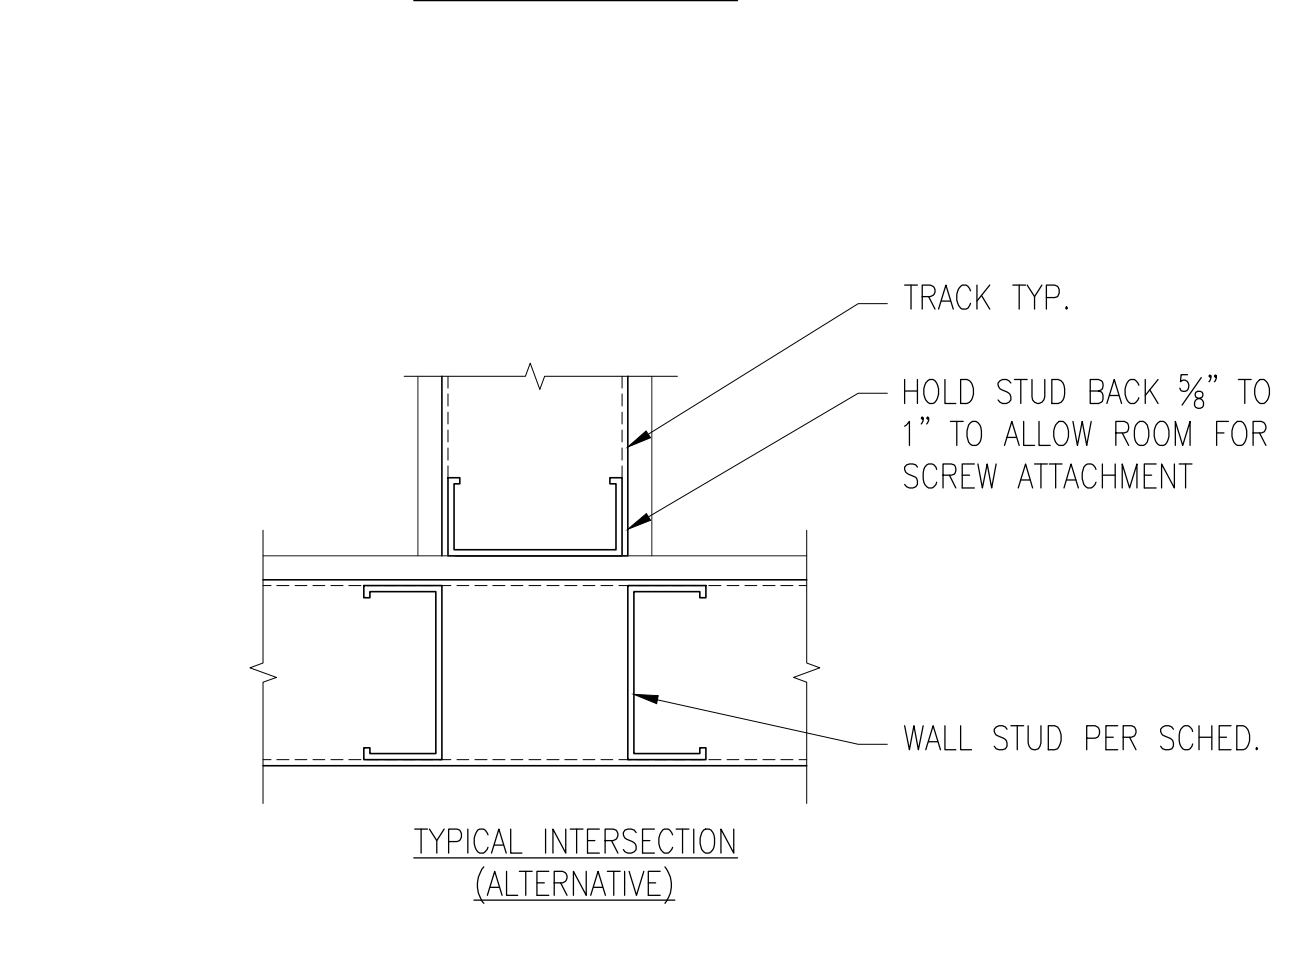 TRACK TYP.
HOLD STUD BACK ⅝” TO
1” TO ALLOW ROOM FOR
SCREW ATTACHMENT
WALL STUD PER SCHED.
TYPICAL INTERSECTION
(ALTERNATIVE)